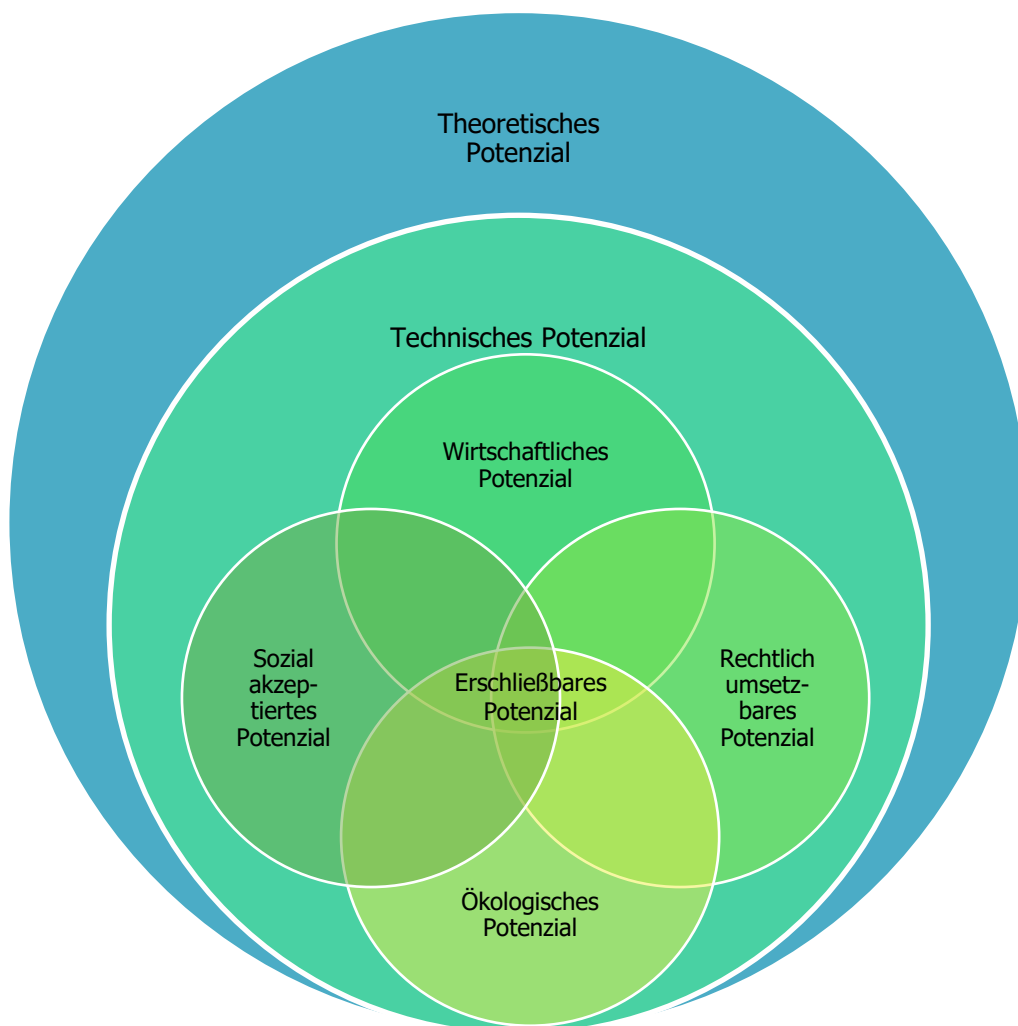 Theoretisches
Potenzial
Technisches Potenzial
Wirtschaftliches
Potenzial
Sozial
akzep-
tiertes
Potenzial
Erschließbares
Potenzial
Rechtlich
umsetz-
bares
Potenzial
Ökologisches
Potenzial